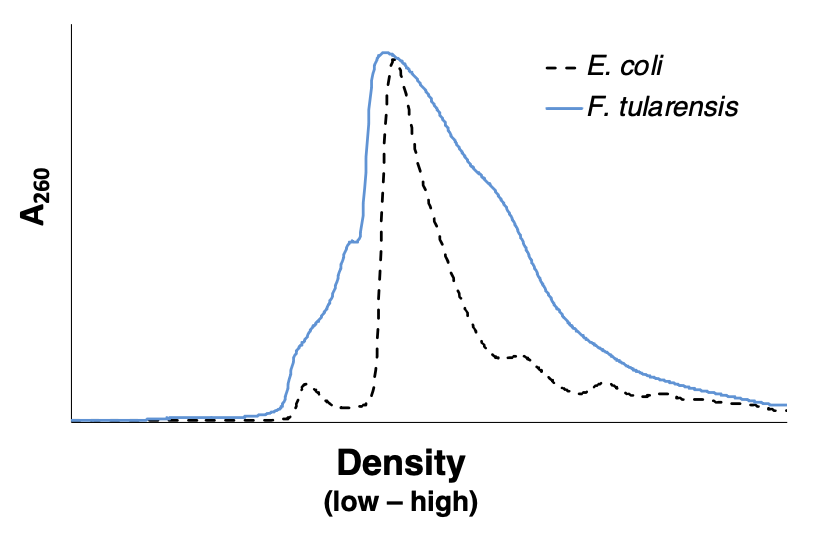 E. coli
F. tularensis
A260
Density
(low – high)